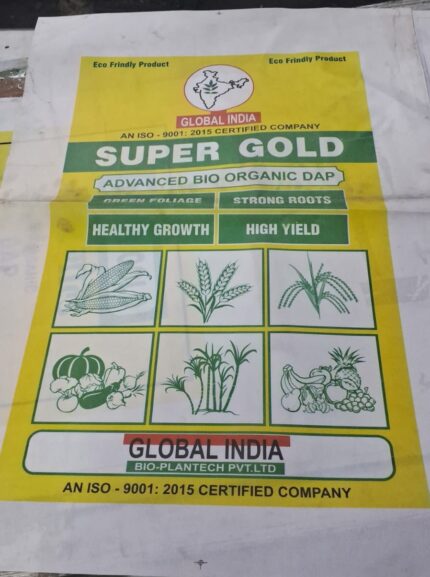 Eco Frindly Product
Eco Frindly Product
GLOBAL INDIA
AN ISO - 9001: 2015 CERTIFIED COMPANY
SUPER GOLD
ADVANCED BIO ORGANIC DAP
GREEN FOLIAGE
STRONG ROOTS
HEALTHY GROWTH
HIGH YIELD
GLOBAL INDIA
BIO-PLANTECH PVT.LTD
AN ISO - 9001: 2015 CERTIFIED COMPANY